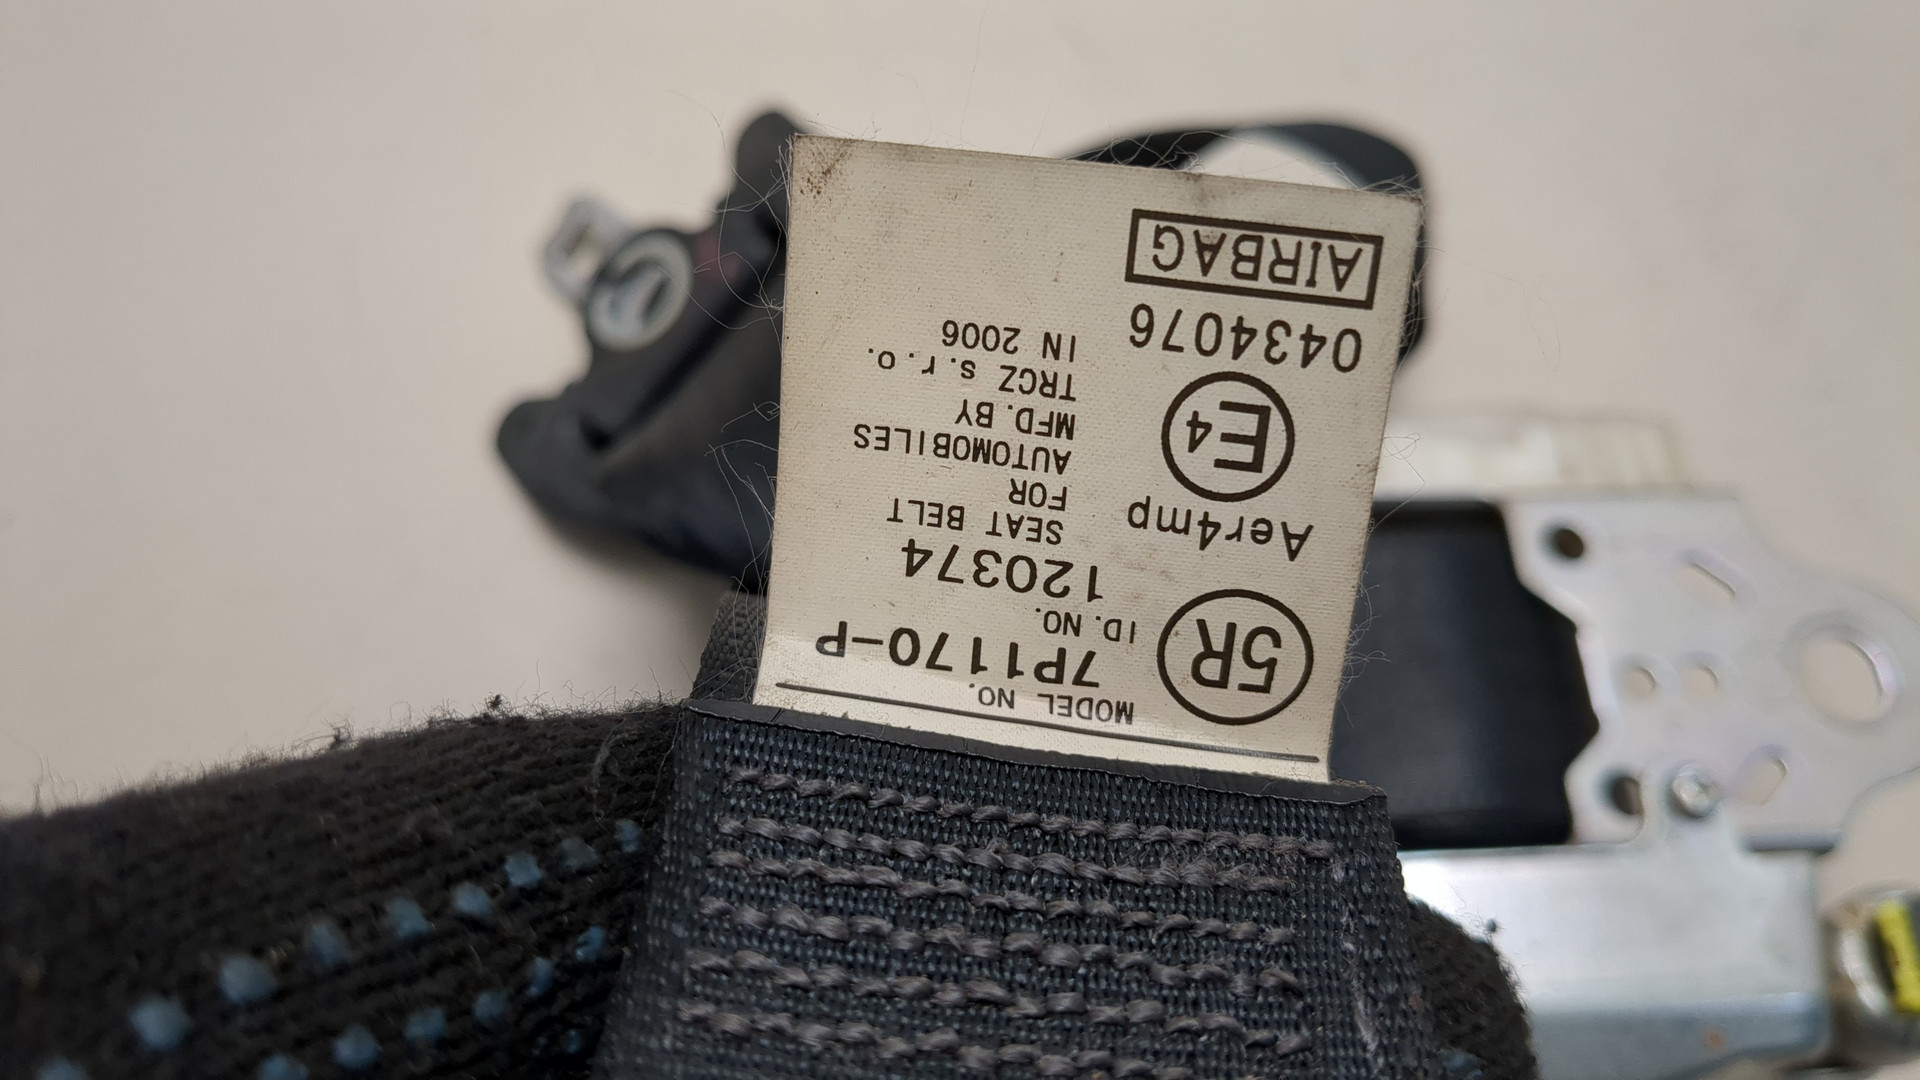 MODEL NO.
7P1170-P
5R
ID. NO.
120374
SEAT BELT
FOR
AUTOMOBILES
MFD. BY
TRCZ s.r.o.
IN 2006
Aer4mp
E4
0434076
AIRBAG